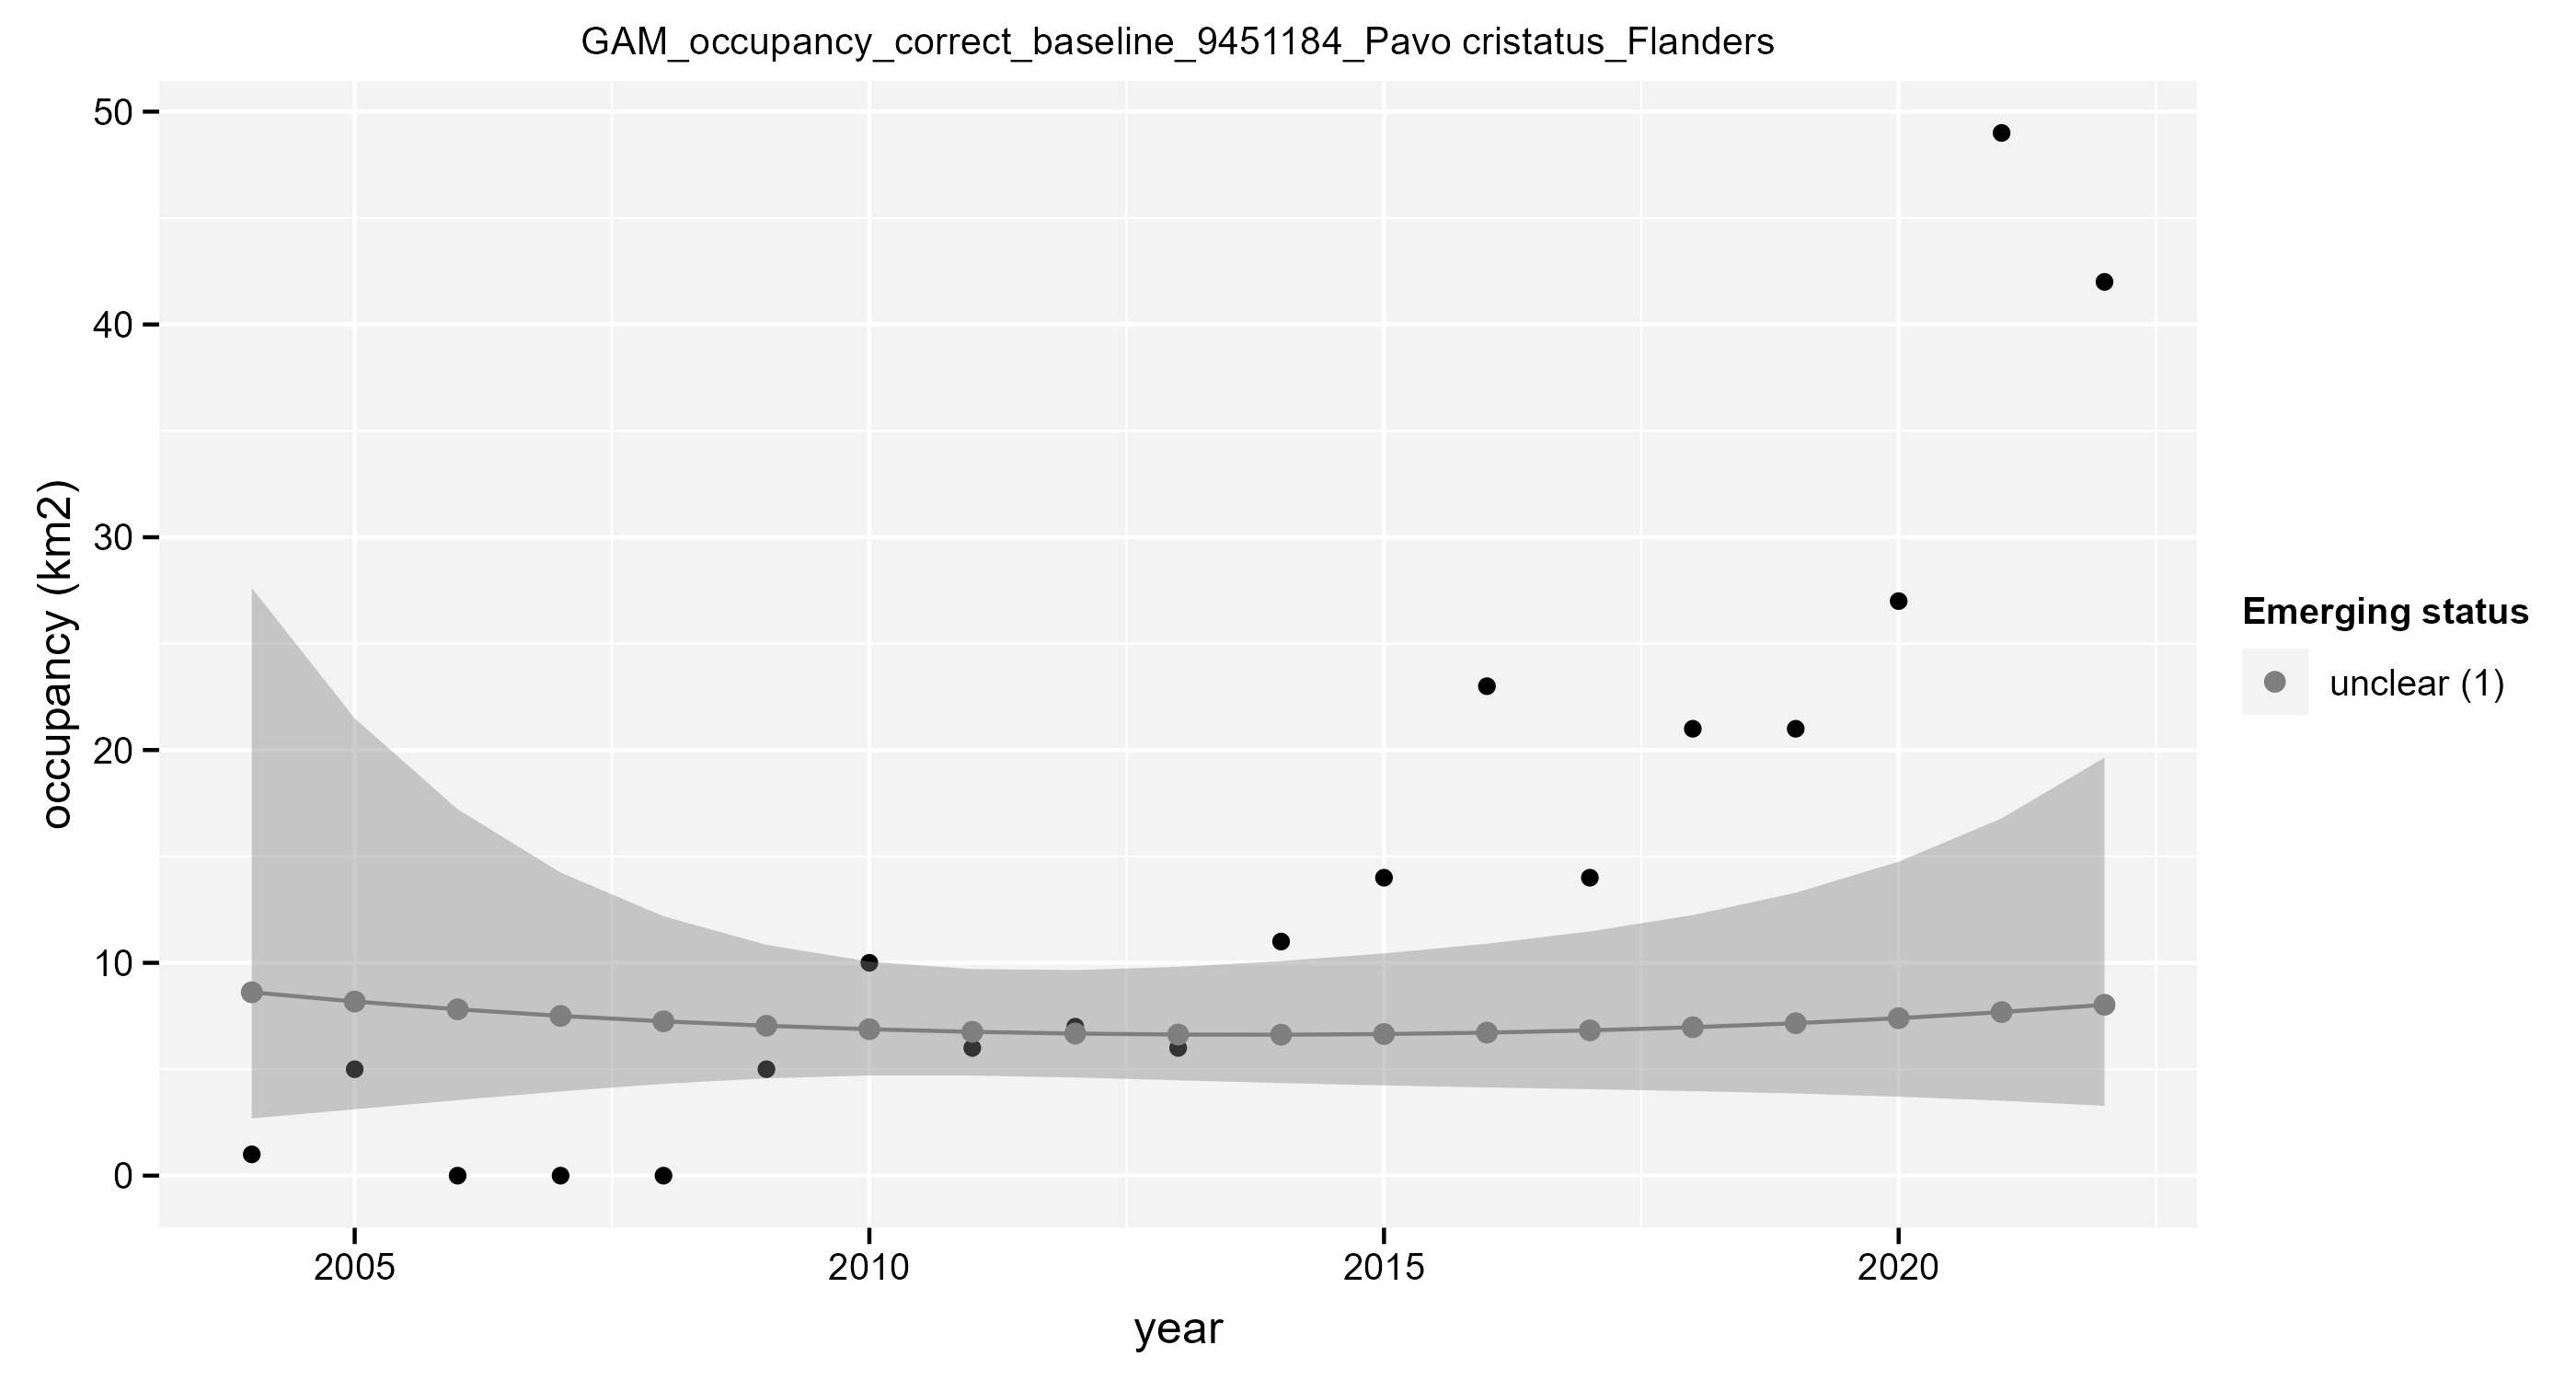 GAM_occupancy_correct_baseline_9451184_Pavo cristatus_Flanders
50
40
30
20
10
0
occupancy (km2)
2005 2010 2015 2020
year
Emerging status
unclear (1)